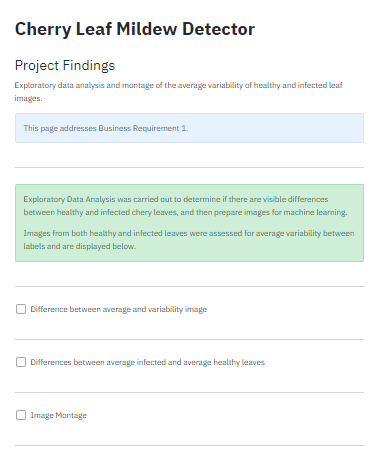 Cherry Leaf Mildew Detector
Project Findings
Exploratory data analysis and montage of the average variability of healthy and infected leaf
images.
This page addresses Business Requirement 1.
Exploratory Data Analysis was carried out to determine if there are visible differences
between healthy and infected chery leaves, and then prepare images for machine learning.
Images from both healthy and infected leaves were assessed for average variability between
labels and are displayed below.
Difference between average and variability image
Differences between average infected and average healthy leaves
Image Montage